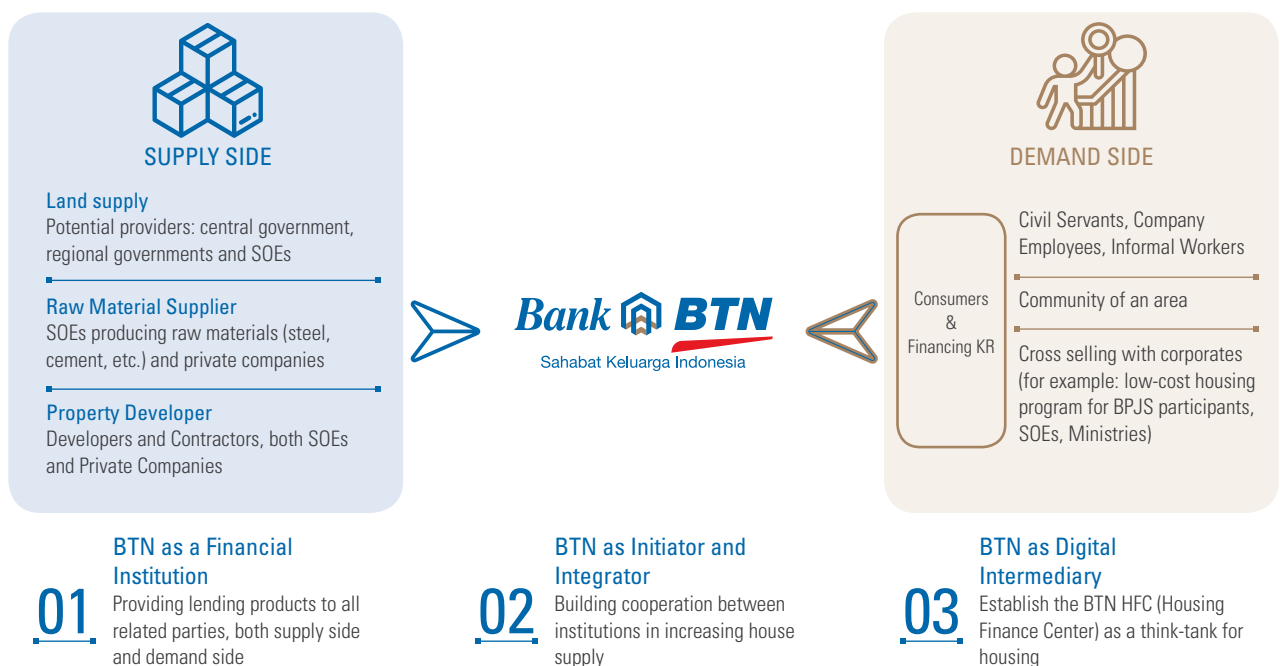 SUPPLY SIDE
Land supply
Potential providers: central government,
regional governments and SOEs
Raw Material Supplier
SOEs producing raw materials (steel,
cement, etc.) and private companies
Property Developer
Developers and Contractors, both SOEs
and Private Companies
Bank BTN
Sahabat Keluarga Indonesia
DEMAND SIDE
Consumers
&
Financing KR
Civil Servants, Company
Employees, Informal Workers
Community of an area
Cross selling with corporates
(for example: low-cost housing
program for BPJS participants,
SOEs, Ministries)
01
BTN as a Financial
Institution
Providing lending products to all
related parties, both supply side
and demand side
02
BTN as Initiator and
Integrator
Building cooperation between
institutions in increasing house
supply
03
BTN as Digital
Intermediary
Establish the BTN HFC (Housing
Finance Center) as a think-tank for
housing